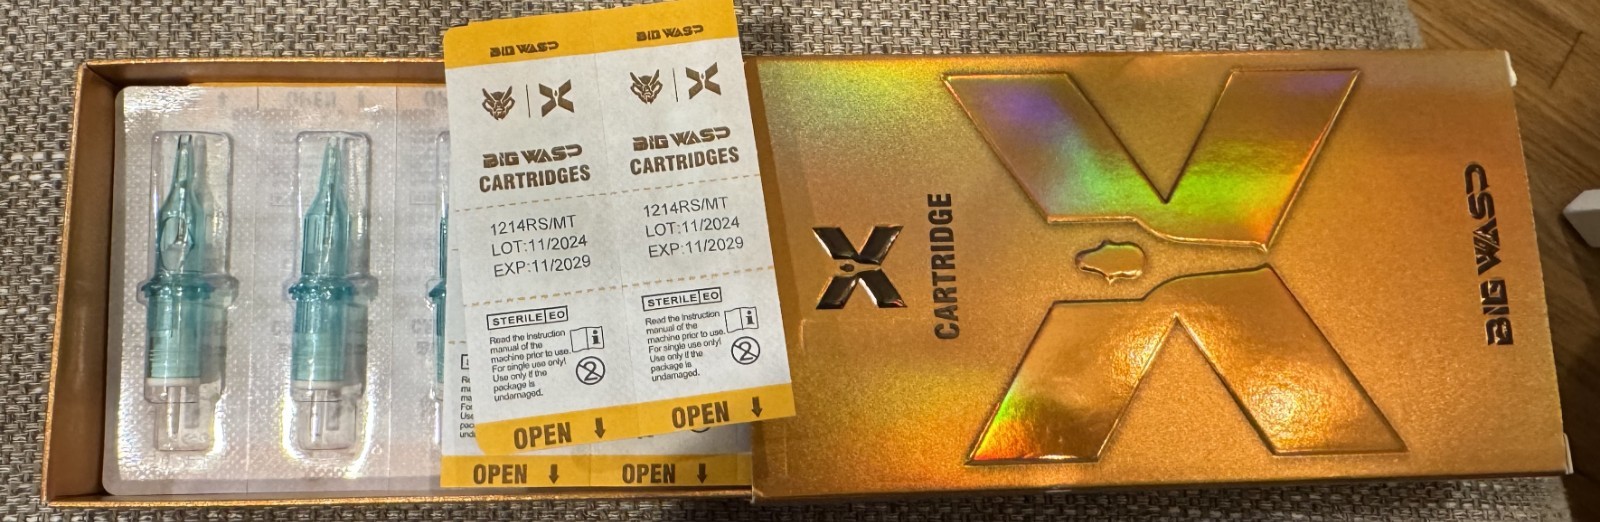 BIG WASP
BIG WASP
CARTRIDGES
1214RS/MT
LOT:11/2024
EXP:11/2029
STERILE EO
Read the Instruction
manual of the
machine prior to use.
For single use only!
Use only if the
package is
undamaged.
2
OPEN
BIG WASP
BIG WASP
CARTRIDGES
1214RS/MT
LOT:11/2024
EXP:11/2029
STERILE EO
Read the Instruction
manual of the
machine prior to use.
For single use only!
Use only if the
package is
undamaged.
2
OPEN
OPEN
OPEN
X
CARTRIDGE
X
BIG WASP